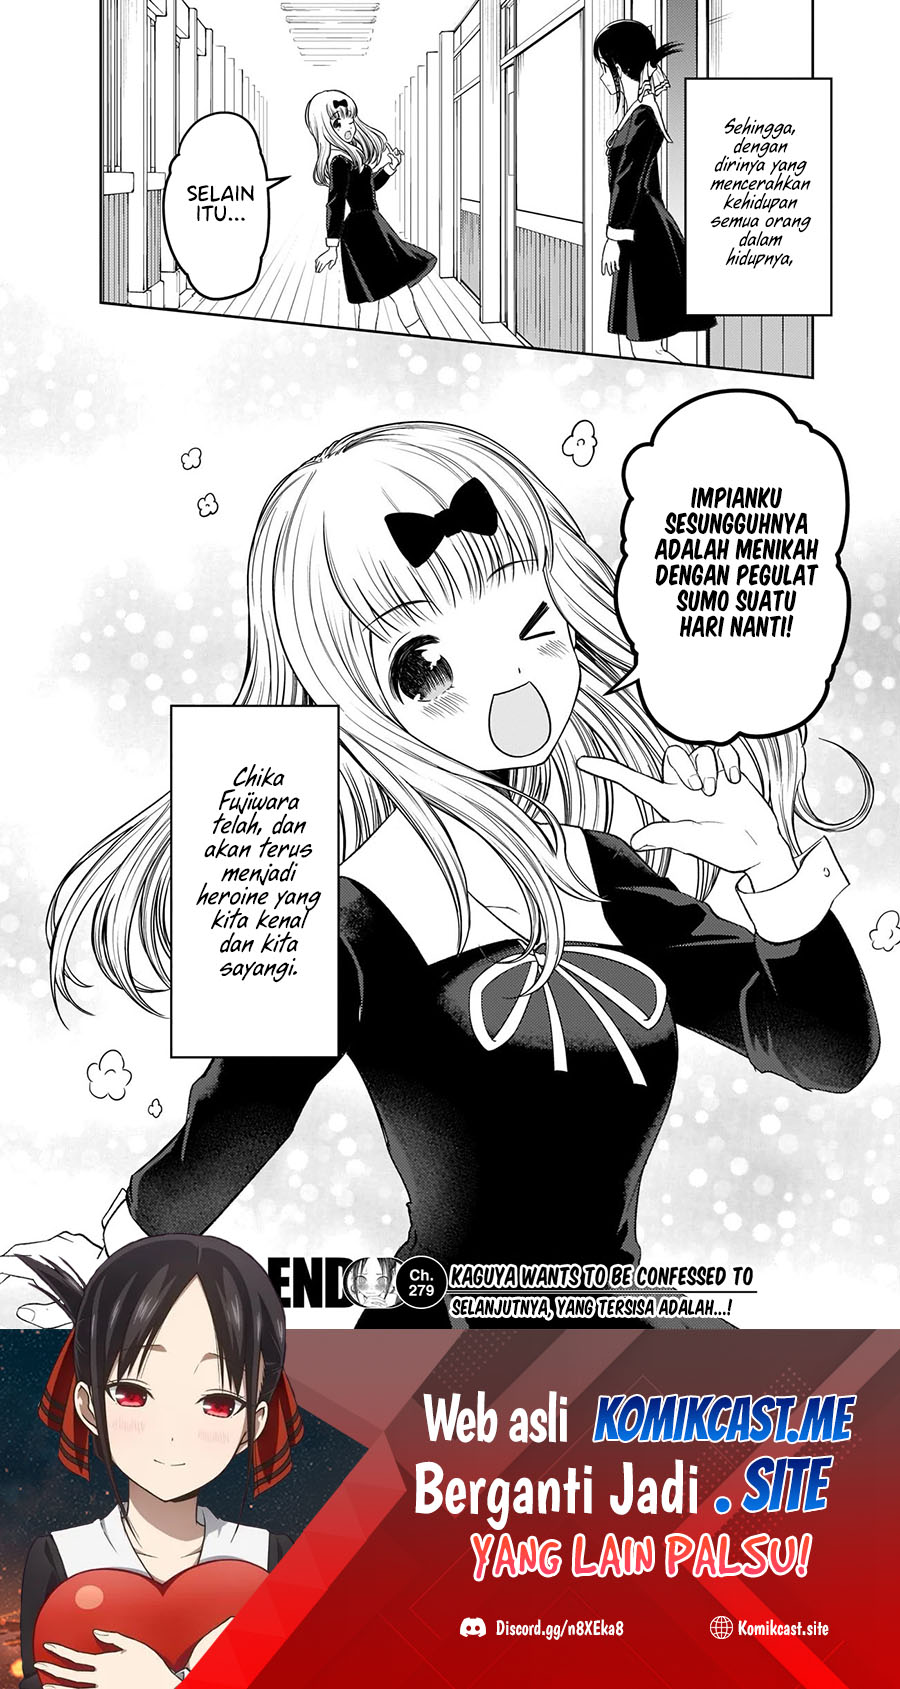 Sehingga,
dengan
dirinya yang
mencerahkan
kehidupan
semua orang
dalam
hidupnya,
SELAIN
ITU...
IMPIANKU
SESUNGGUHNYA
ADALAH MENIKAH
DENGAN PEGULAT
SUMO SUATU
HARI NANTI!
Chika
Fujiwara
telah, dan
akan terus
menjadi
heroine yang
kita kenal
dan kita
sayangi.
END
Ch.
279
KAGUYA WANTS TO BE CONFESSED TO
SELANJUTNYA, YANG TERSISA ADALAH...!
Web asli KOMIKCAST.ME
Berganti Jadi .SITE
YANG LAIN PALSU!
Discord.gg/n8XEka8
Komikcast.site